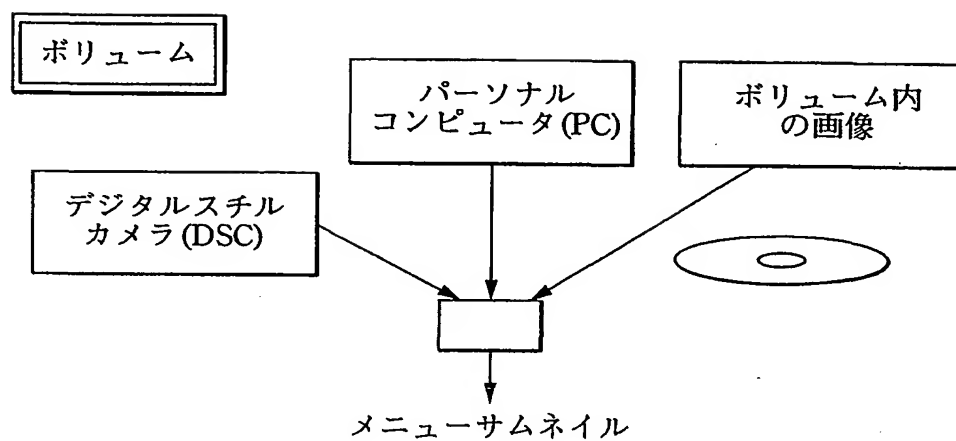 ボリューム
パーソナル
コンピュータ(PC)
ボリューム内
の画像
デジタルスチル
カメラ(DSC)
メニューサムネイル